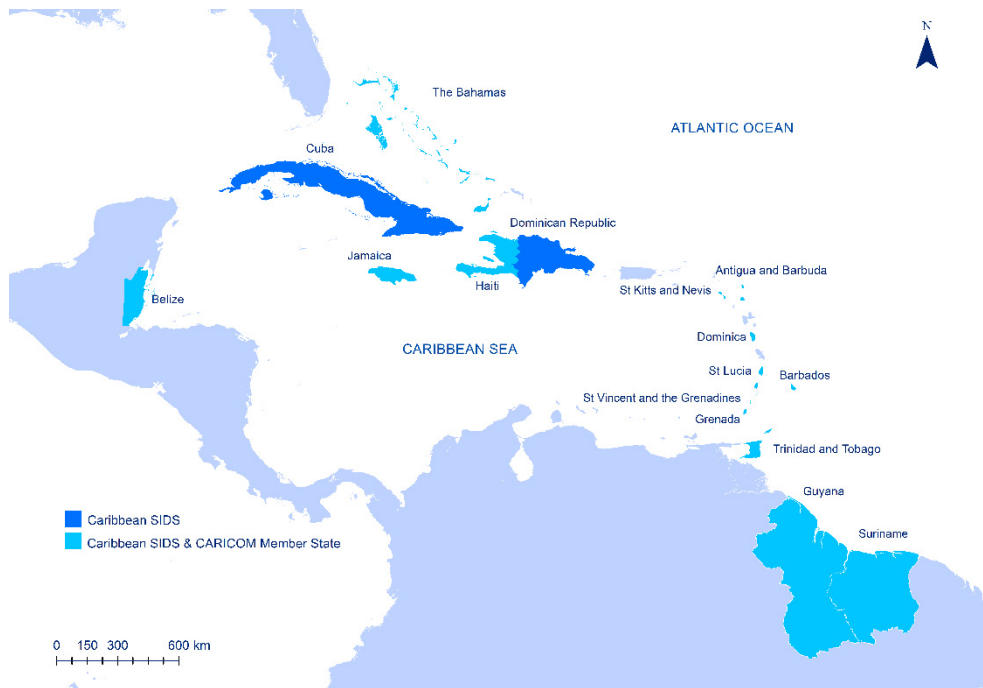 N
The Bahamas
ATLANTIC OCEAN
Cuba
Dominican Republic
Jamaica
Haiti
Antigua and Barbuda
St Kitts and Nevis
Belize
Dominica
CARIBBEAN SEA
St Lucia
Barbados
St Vincent and the Grenadines
Grenada
Trinidad and Tobago
Guyana
Suriname
Caribbean SIDS
Caribbean SIDS & CARICOM Member State
0 150 300 600 km